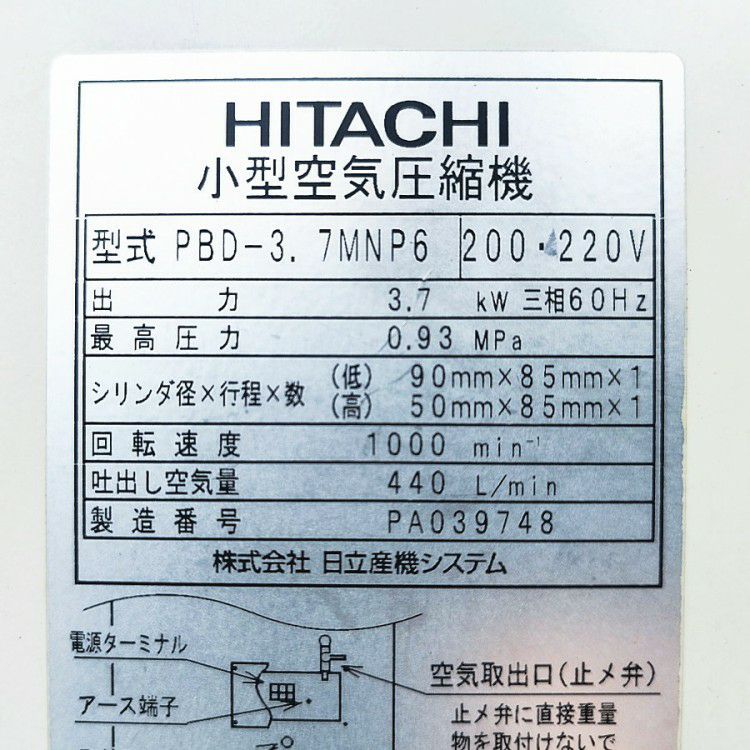 HITACHI
小型空気圧縮機
型式 PBD-3.7MNP6 200・220V
出力 3.7 kW 三相60Hz
最高圧力 0.93 MPa
シリンダ径×行程×数 (低) 90mm×85mm×1
(高) 50mm×85mm×1
回転速度 1000 min⁻¹
吐出し空気量 440 L/min
製造番号 PA039748
株式会社 日立産機システム
電源ターミナル
アース端子
空気取出口(止メ弁)
止メ弁に直接重量
物を取付けないで